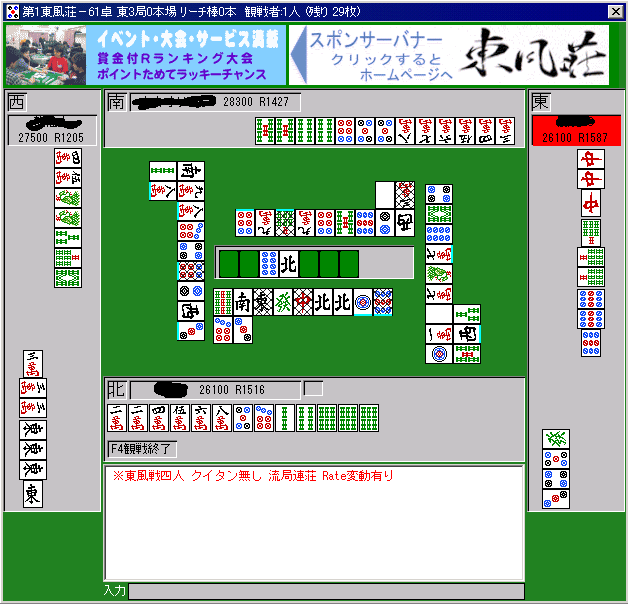 第1東風荘－61卓 東3局0本場 リーチ棒0本 観戦者:1人 (残り 29枚)
イベント・大会・サービス満載
賞金付Rランキング大会
ポイントためてラッキーチャンス
スポンサーバナー
クリックすると
ホームページへ
東風荘
西
27500 R1205
南
28300 R1427
東
26100 R1587
北
26100 R1516
F4観戦終了
※東風戦四人 クイタン無し 流局連荘 Rate変動有り
入力